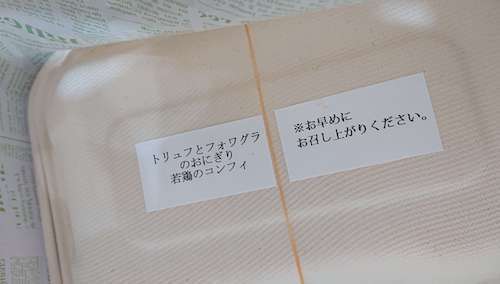 トリュフとフォワグラ
のおにぎり
若鶏のコンフィ
※お早めに
お召し上がりください。